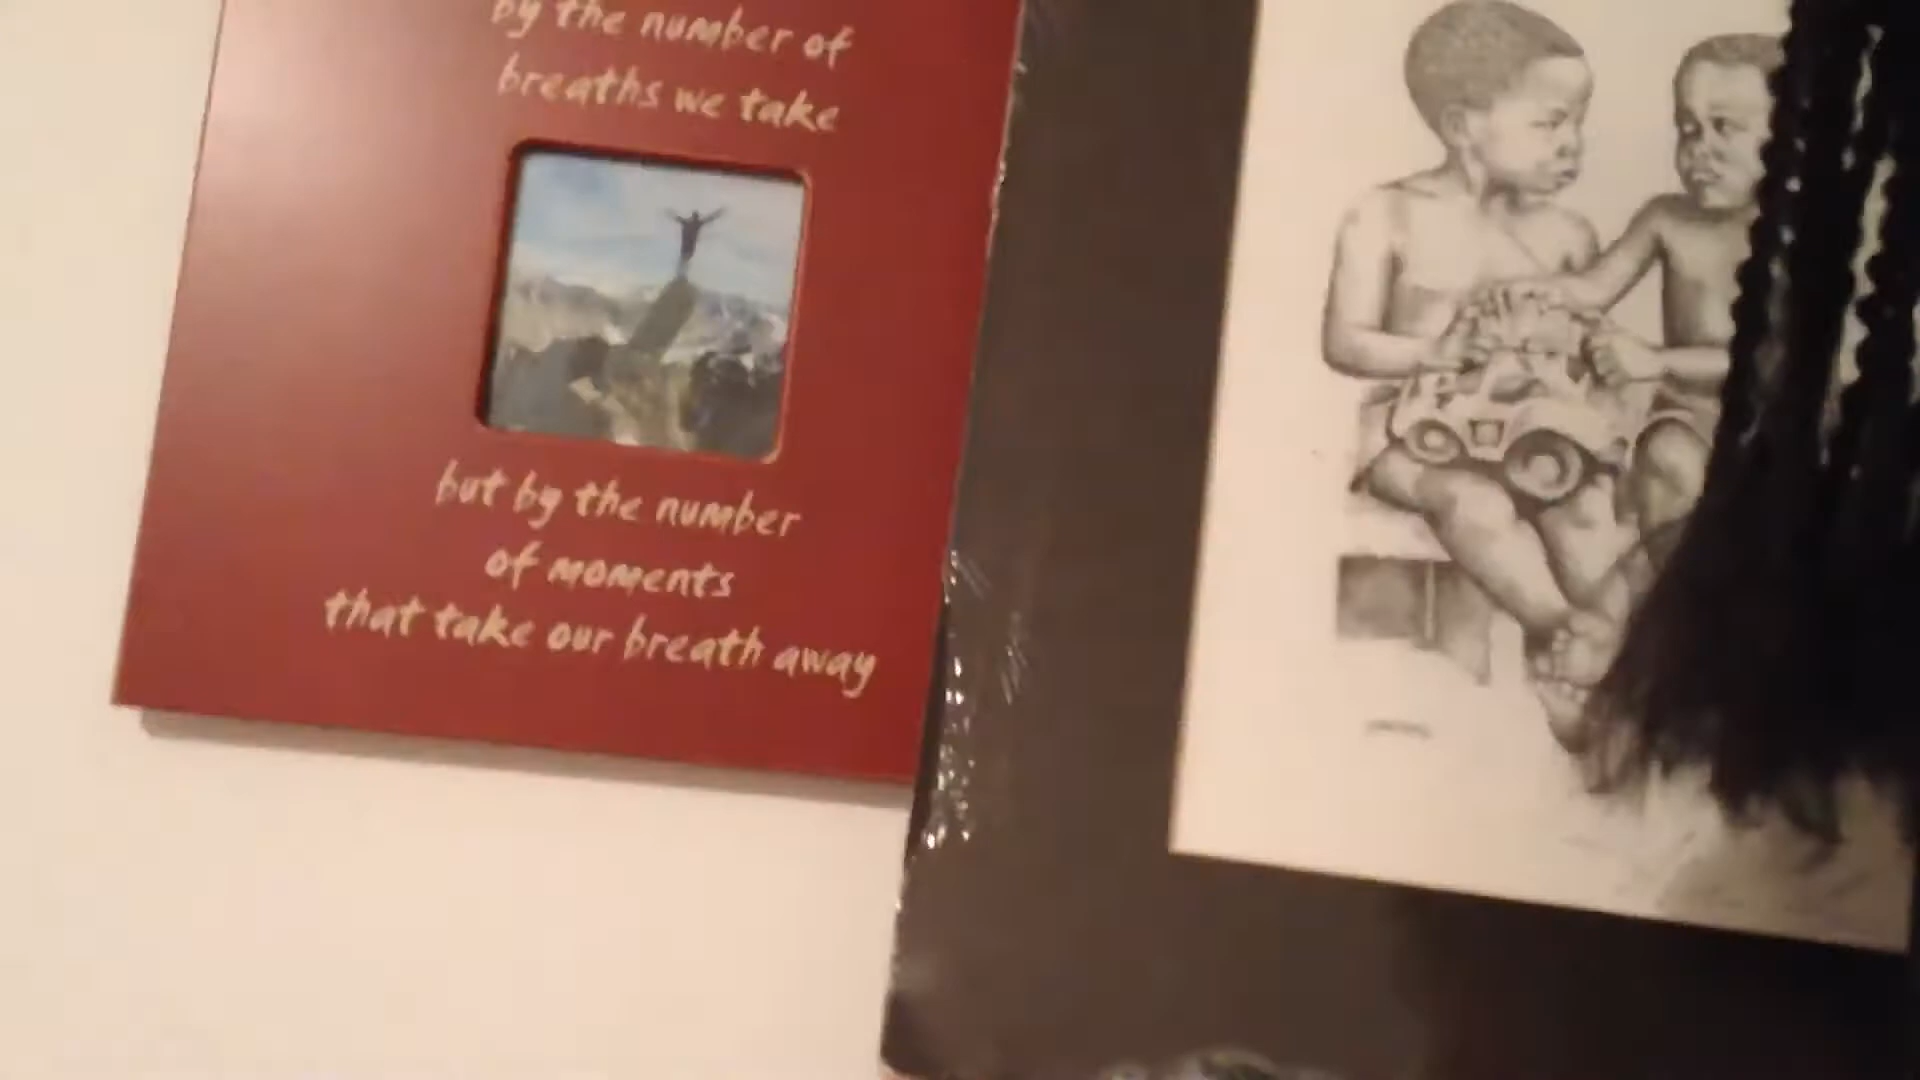 by the number of
breaths we take
but by the number
of moments
that take our breath away